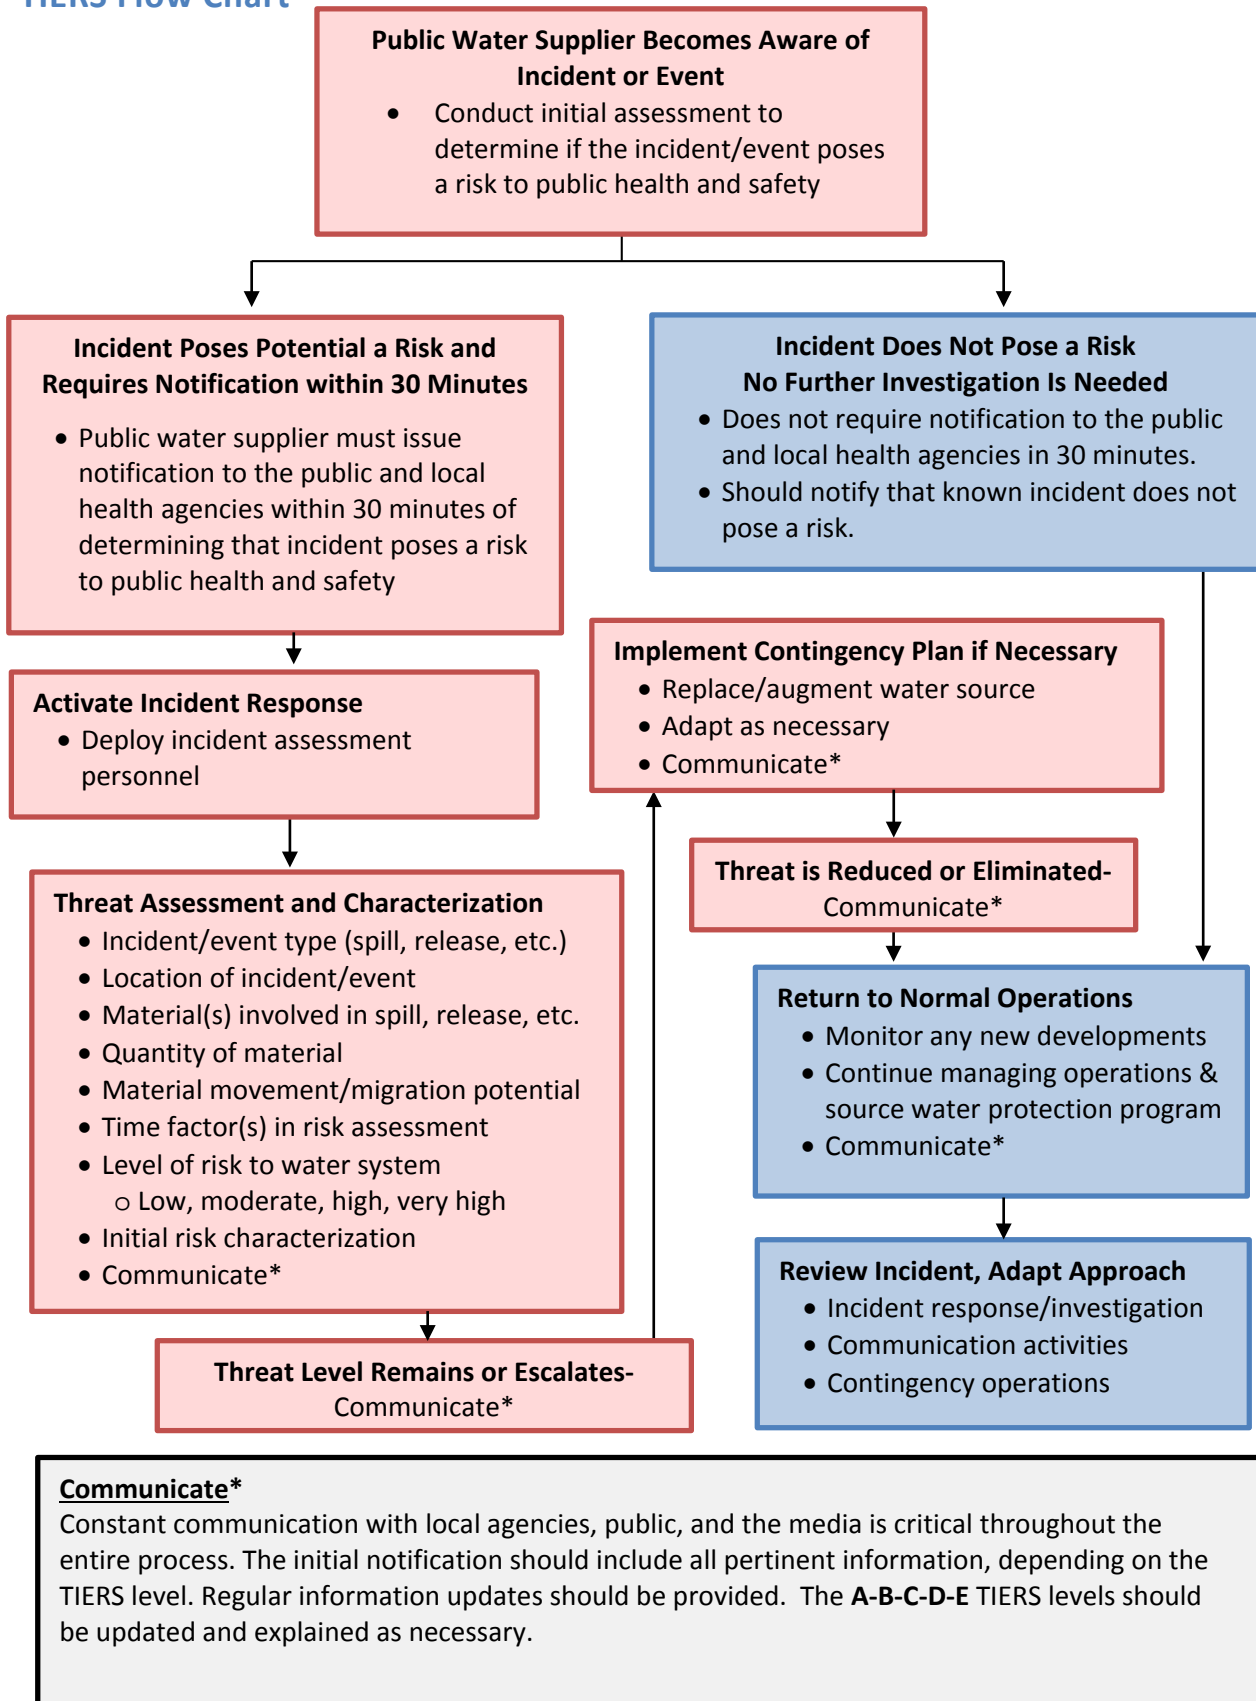 TIERS Flow Chart
Public Water Supplier Becomes Aware of
Incident or Event
• Conduct initial assessment to
determine if the incident/event poses
a risk to public health and safety
Incident Poses Potential a Risk and
Requires Notification within 30 Minutes
• Public water supplier must issue
notification to the public and local
health agencies within 30 minutes of
determining that incident poses a risk
to public health and safety
Incident Does Not Pose a Risk
No Further Investigation Is Needed
• Does not require notification to the public
and local health agencies in 30 minutes.
• Should notify that known incident does not
pose a risk.
Activate Incident Response
• Deploy incident assessment
personnel
Implement Contingency Plan if Necessary
• Replace/augment water source
• Adapt as necessary
• Communicate*
Threat Assessment and Characterization
• Incident/event type (spill, release, etc.)
• Location of incident/event
• Material(s) involved in spill, release, etc.
• Quantity of material
• Material movement/migration potential
• Time factor(s) in risk assessment
• Level of risk to water system
o Low, moderate, high, very high
• Initial risk characterization
• Communicate*
Threat is Reduced or Eliminated-
Communicate*
Return to Normal Operations
• Monitor any new developments
• Continue managing operations &
source water protection program
• Communicate*
Review Incident, Adapt Approach
• Incident response/investigation
• Communication activities
• Contingency operations
Threat Level Remains or Escalates-
Communicate*
Communicate*
Constant communication with local agencies, public, and the media is critical throughout the
entire process. The initial notification should include all pertinent information, depending on the
TIERS level. Regular information updates should be provided.  The A-B-C-D-E TIERS levels should
be updated and explained as necessary.